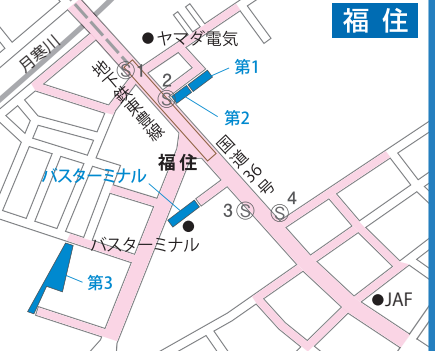 福住
ヤマダ電気
月寒川
第1
S 1
2
S
第2
地下鉄東豊線
国道36号
福住
バスターミナル
3 S
S 4
バスターミナル
第3
JAF